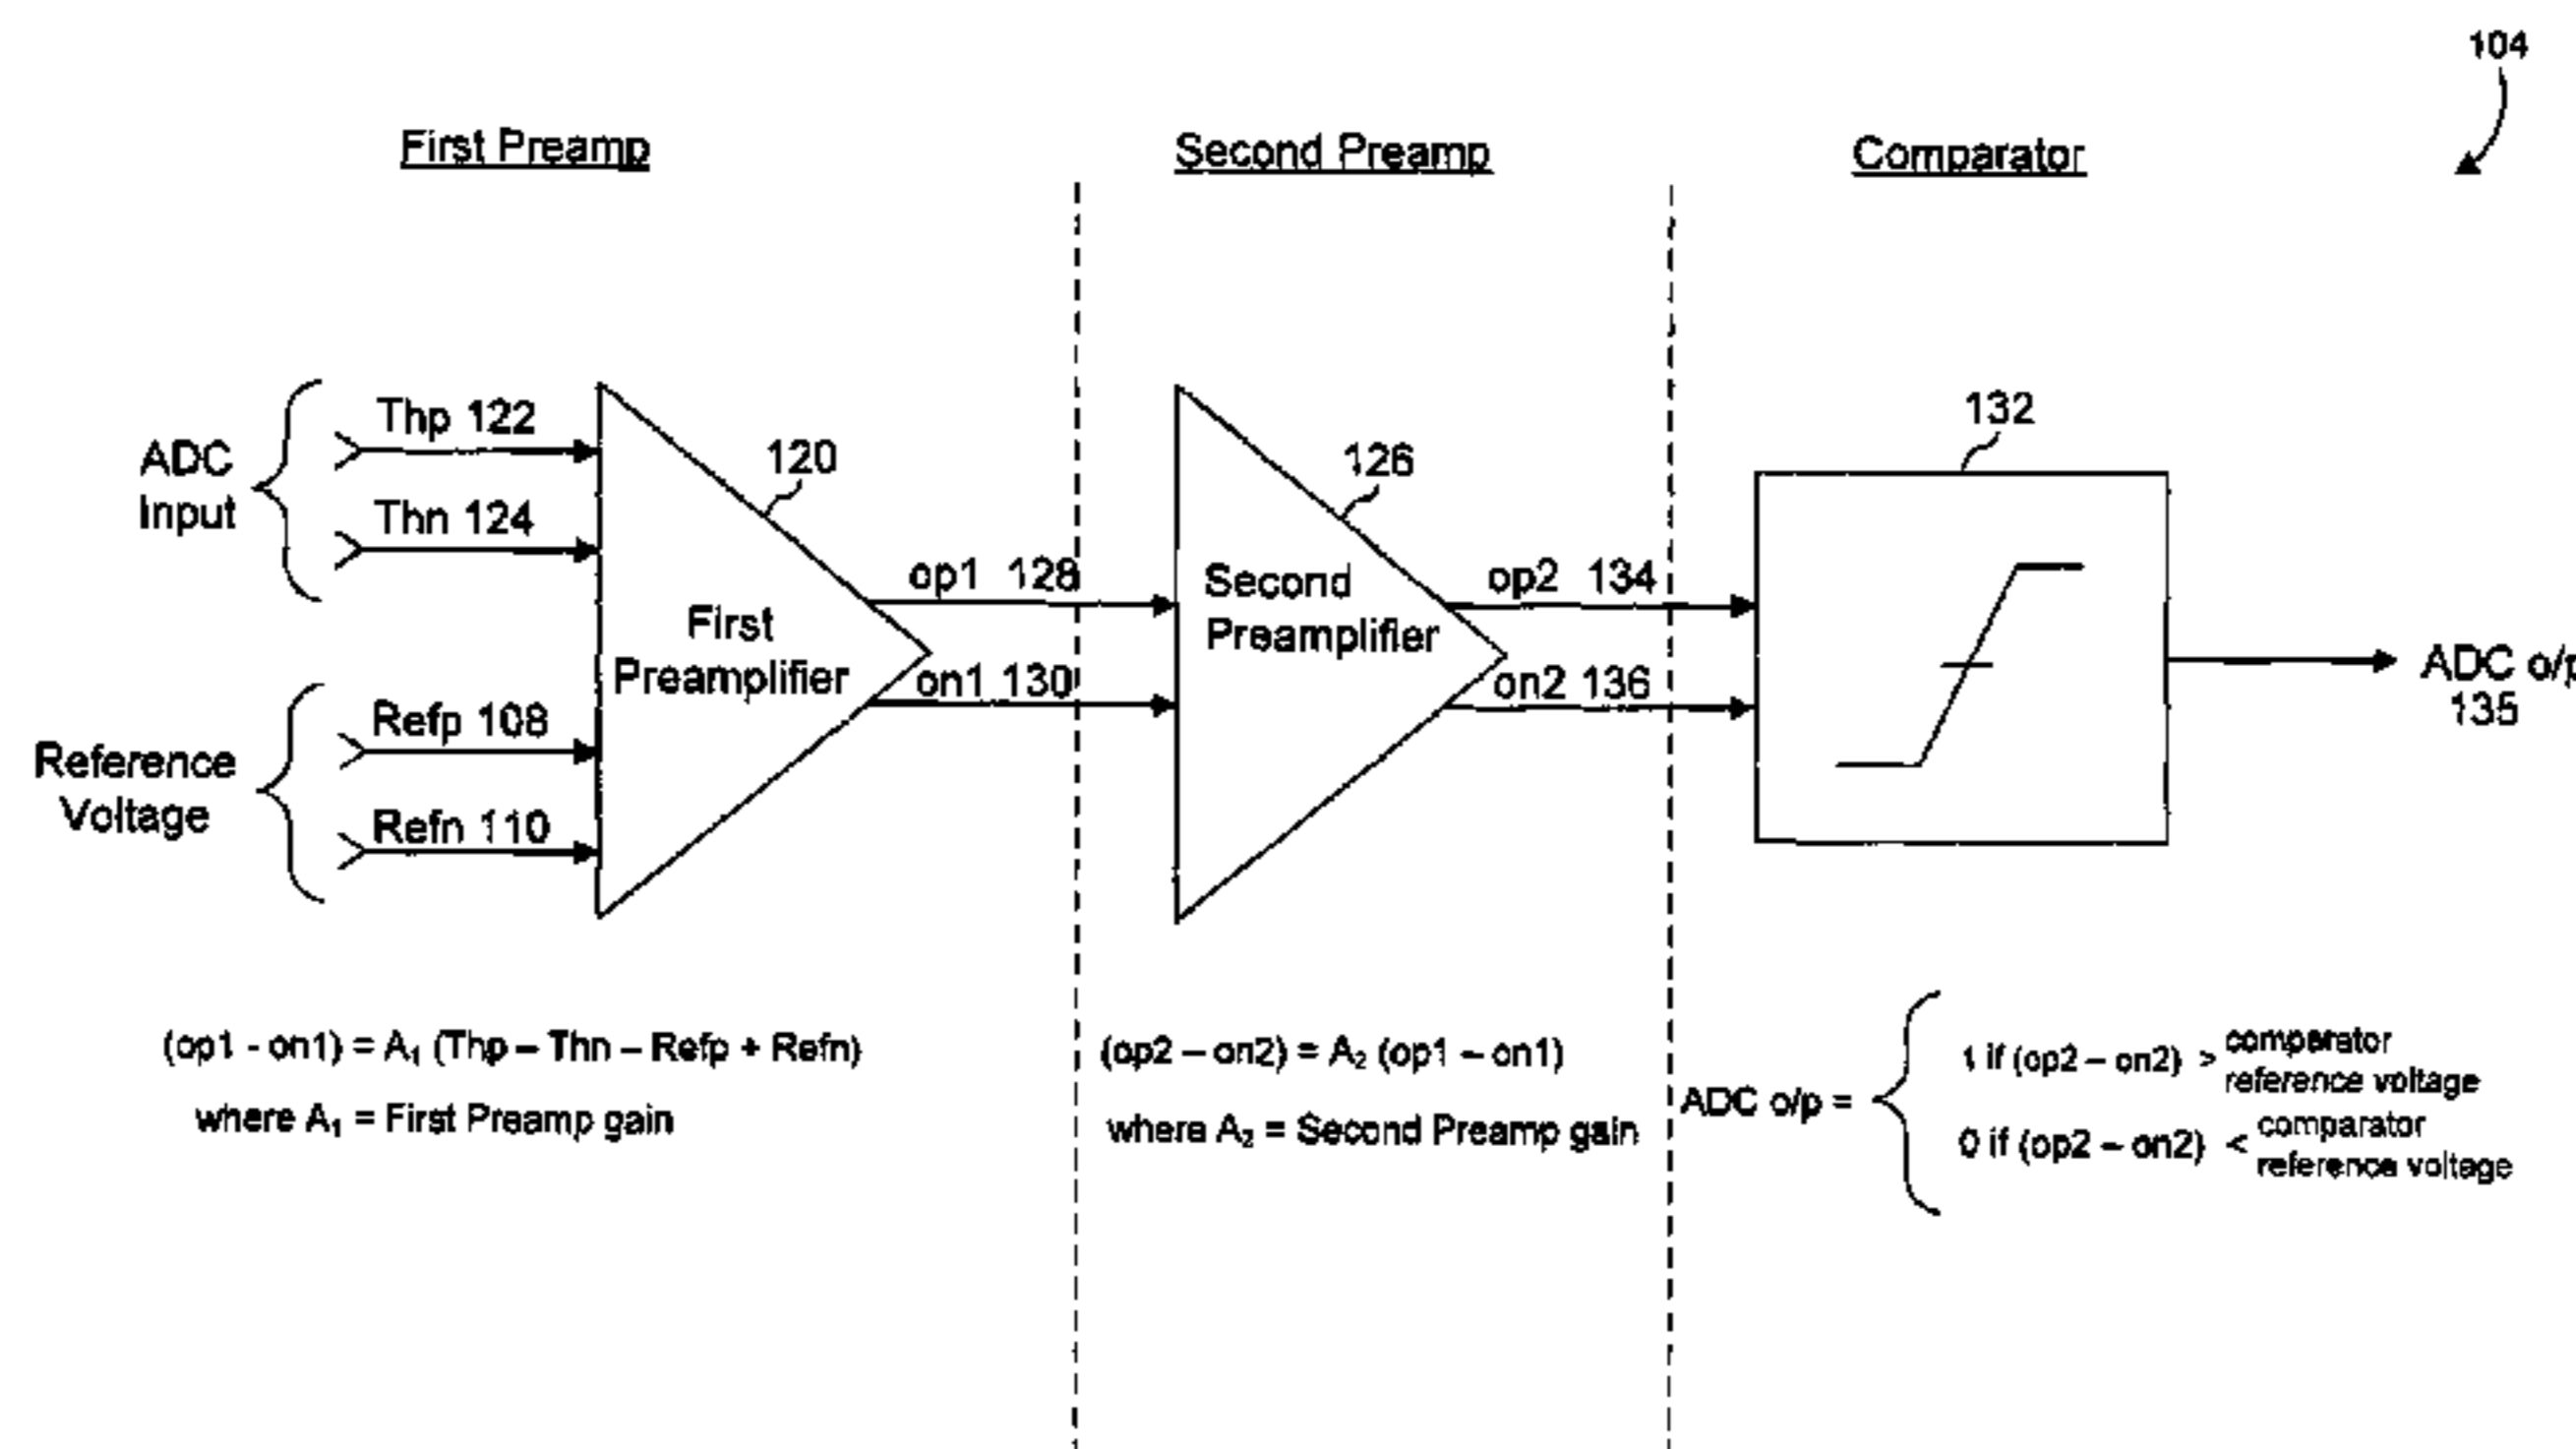 104
First Preamp
Second Preamp
Comparator
ADC
Input
Thp 122
Thn 124
Reference
Voltage
Refp 108
Refn 110
120
First
Preamplifier
op1 128
on1 130
126
Second
Preamplifier
op2 134
on2 136
132
ADC o/p
135
(op1 - on1) = A₁ (Thp – Thn – Refp + Refn)
where A₁ = First Preamp gain
(op2 – on2) = A₂ (op1 – on1)
where A₂ = Second Preamp gain
ADC o/p =
1 if (op2 – on2) > comparator
reference voltage
0 if (op2 – on2) < comparator
reference voltage